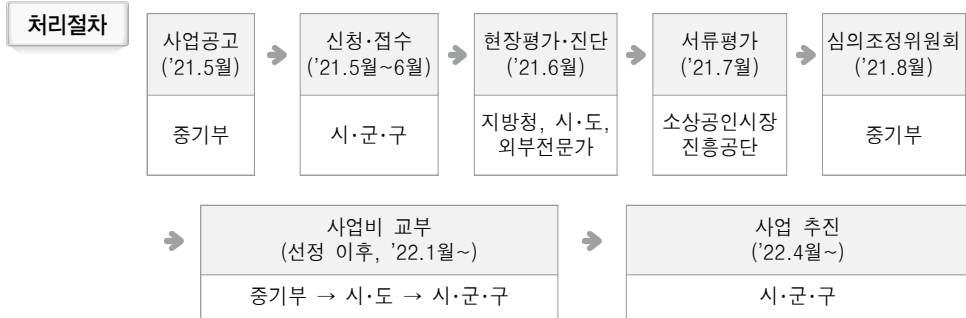 처리절차
사업공고
('21.5월)
중기부
신청·접수
('21.5월~6월)
시·군·구
현장평가·진단
('21.6월)
지방청, 시·도,
외부전문가
서류평가
('21.7월)
소상공인시장
진흥공단
심의조정위원회
('21.8월)
중기부
사업비 교부
(선정 이후, '22.1월~)
중기부 → 시·도 → 시·군·구
사업 추진
('22.4월~)
시·군·구